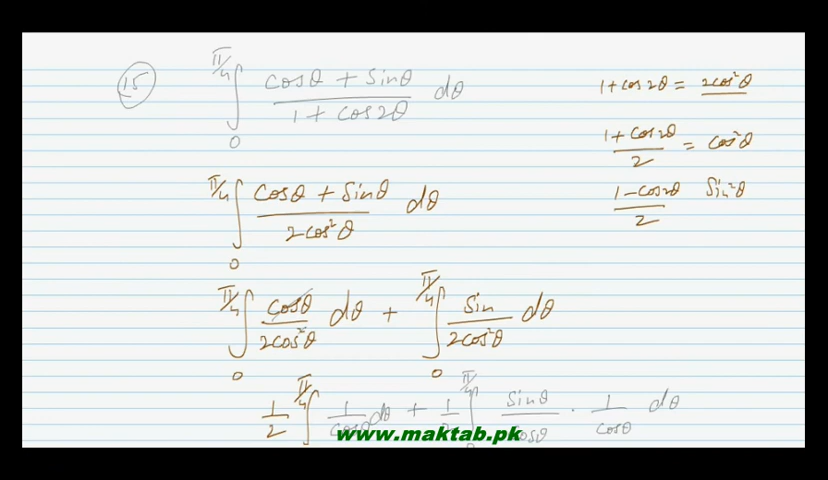 15
∫₀^{π/4} (cosθ + sinθ)/(1 + cos2θ) dθ
1+cos2θ = 2cos²θ
(1+cos2θ)/2 = cos²θ
(1-cos2θ)/2 Sin²θ
∫₀^{π/4} (cosθ + Sinθ)/(2cos²θ) dθ
∫₀^{π/4} cosθ/(2cos²θ) dθ + ∫₀^{π/4} Sin/(2cos²θ) dθ
1/2 ∫^{π/4} 1/cosθ dθ + 1/2 ∫^{π/4} Sinθ/cosθ · 1/cosθ dθ
www.maktab.pk